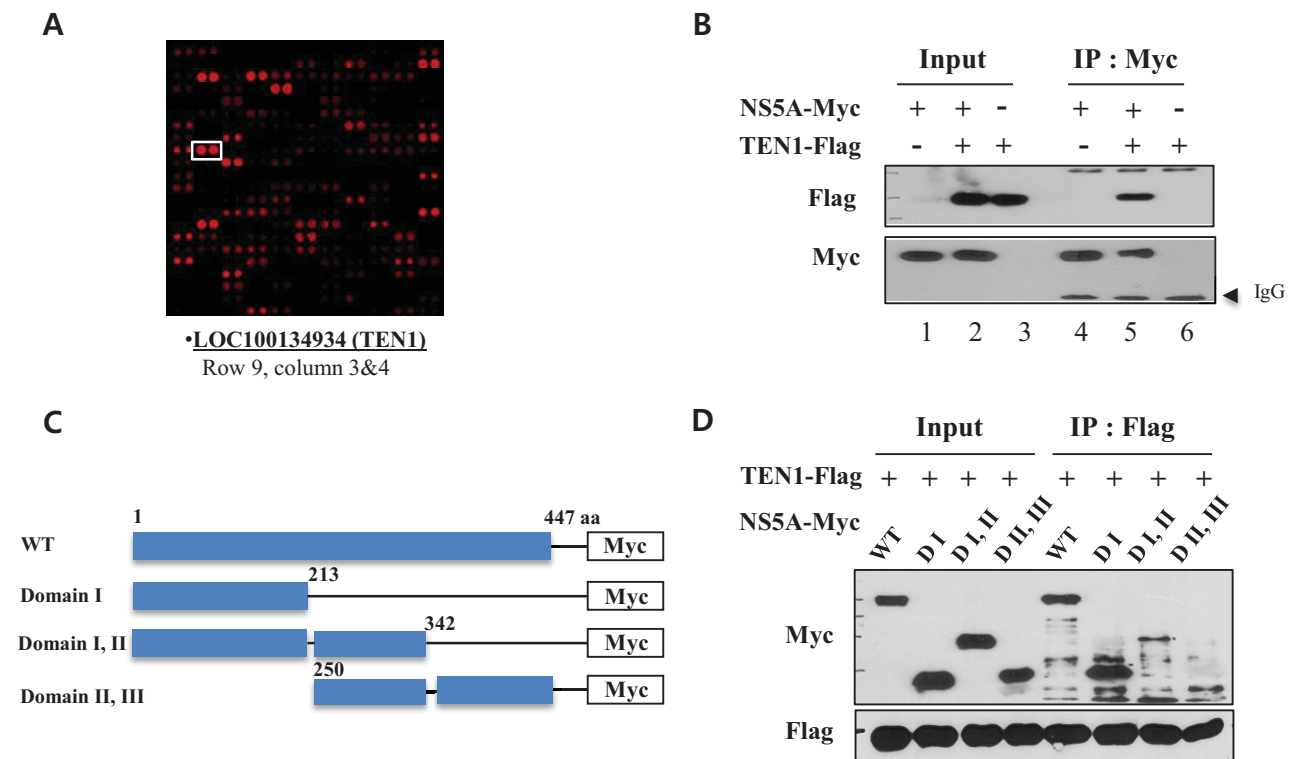 A
•LOC100134934 (TEN1)
Row 9, column 3&4
B
Input IP : Myc
NS5A-Myc + + - + + -
TEN1-Flag - + + - + +
Flag
Myc
IgG
1 2 3 4 5 6
C
1 447 aa
WT Myc
213
Domain I Myc
342
Domain I, II Myc
250
Domain II, III Myc
D
Input IP : Flag
TEN1-Flag + + + + + + + +
NS5A-Myc WT D I D I, II D II, III WT D I D I, II D II, III
Myc
Flag